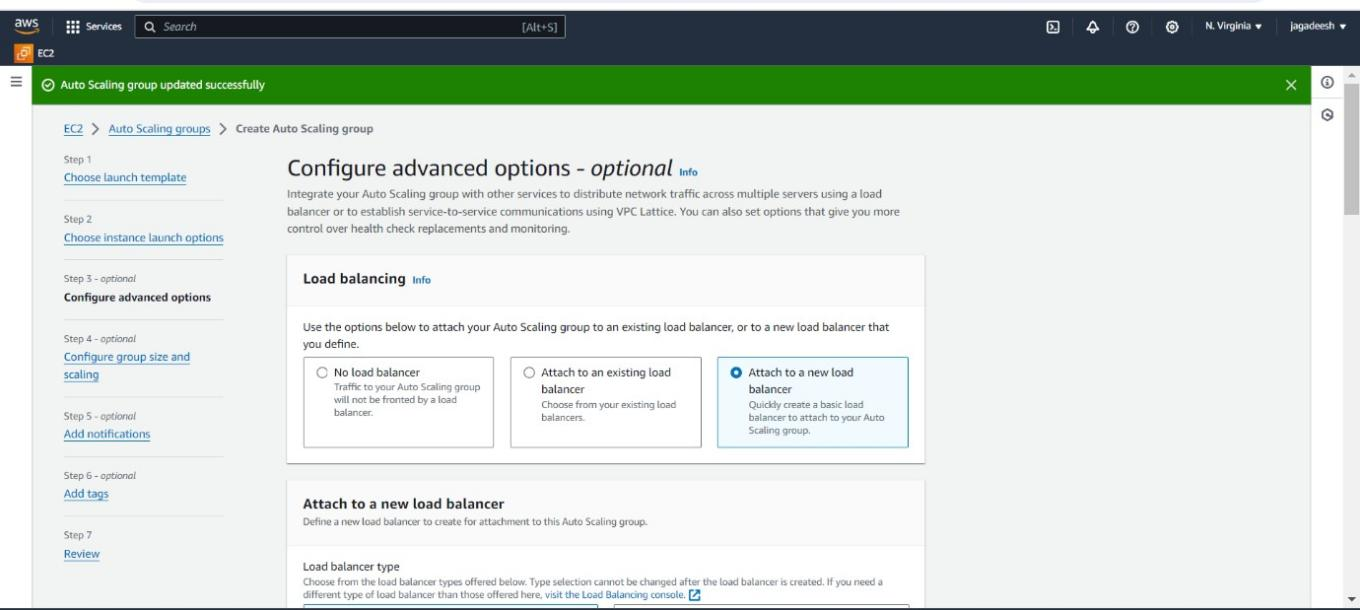 aws
Services
Search
[Alt+S]
N. Virginia
jagadeesh
EC2
Auto Scaling group updated successfully
EC2 > Auto Scaling groups > Create Auto Scaling group
Step 1
Choose launch template
Step 2
Choose instance launch options
Step 3 - optional
Configure advanced options
Step 4 - optional
Configure group size and
scaling
Step 5 - optional
Add notifications
Step 6 - optional
Add tags
Step 7
Review
Configure advanced options - optional Info
Integrate your Auto Scaling group with other services to distribute network traffic across multiple servers using a load
balancer or to establish service-to-service communications using VPC Lattice. You can also set options that give you more
control over health check replacements and monitoring.
Load balancing Info
Use the options below to attach your Auto Scaling group to an existing load balancer, or to a new load balancer that
you define.
No load balancer
Traffic to your Auto Scaling group
will not be fronted by a load
balancer.
Attach to an existing load
balancer
Choose from your existing load
balancers.
Attach to a new load
balancer
Quickly create a basic load
balancer to attach to your Auto
Scaling group.
Attach to a new load balancer
Define a new load balancer to create for attachment to this Auto Scaling group.
Load balancer type
Choose from the load balancer types offered below. Type selection cannot be changed after the load balancer is created. If you need a
different type of load balancer than those offered here, visit the Load Balancing console.